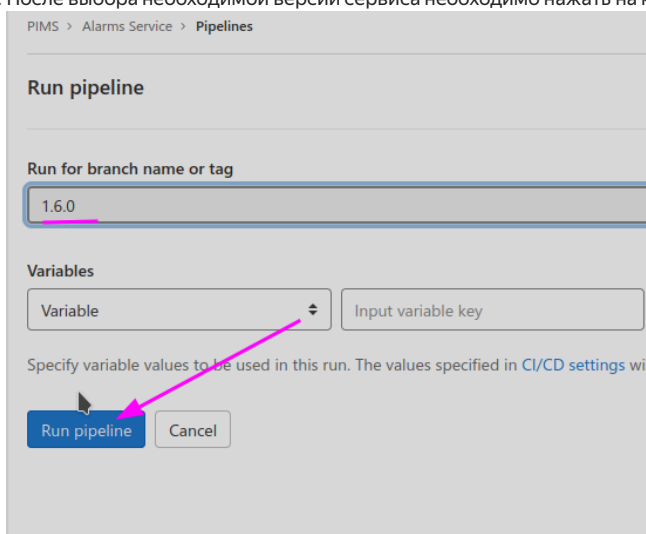 После выбора необходимой версии сервиса необходимо нажать на
PIMS > Alarms Service > Pipelines
Run pipeline
Run for branch name or tag
1.6.0
Variables
Variable
Input variable key
Specify variable values to be used in this run. The values specified in CI/CD settings wi
Run pipeline
Cancel